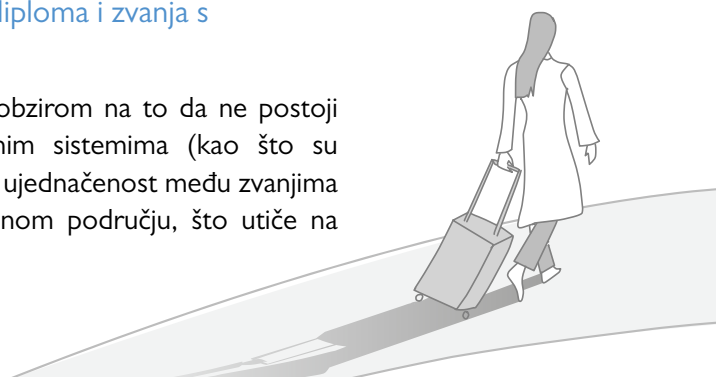 diploma i zvanja s
obzirom na to da ne postoji
nim sistemima (kao što su
ujednačenost među zvanjima
nom području, što utiče na